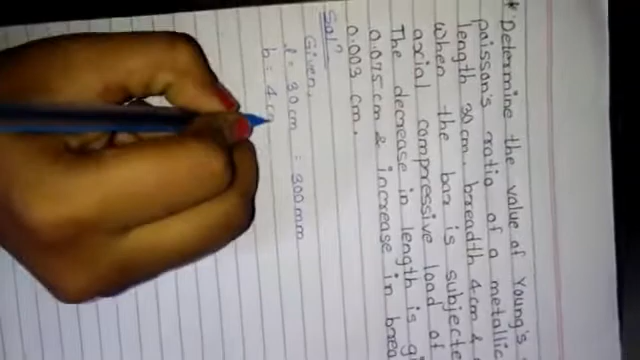 * Determine the value of Young's
poisson's ratio of a metallic
length 30 cm, breadth 4 cm &
when the bar is subjecte
axial compressive load of
The decrease in length is gi
0.075 cm & increase in brea
0.003 cm.
Solⁿ
Given,
l = 30 cm = 300 mm
b = 4 c